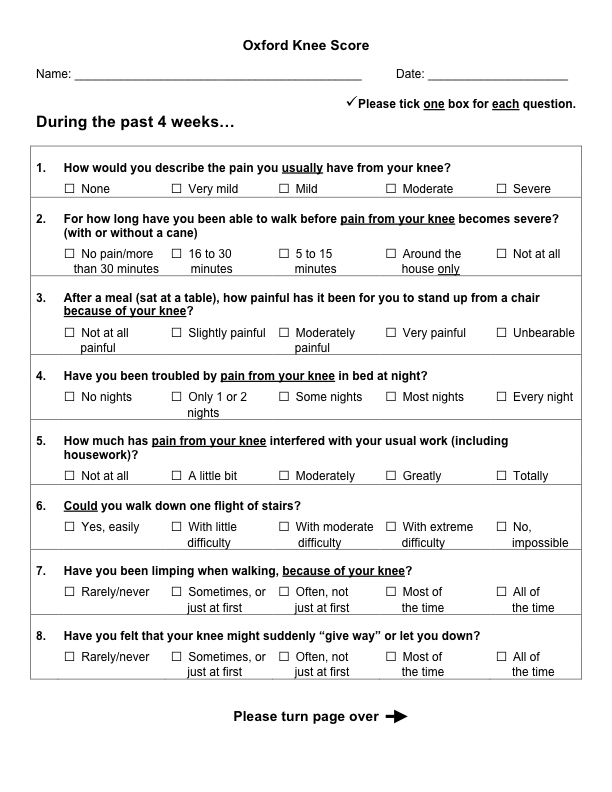 Oxford Knee Score
Name: ____________________________________________ Date: _____________________
✓Please tick one box for each question.
During the past 4 weeks…
1. How would you describe the pain you usually have from your knee?
☐ None ☐ Very mild ☐ Mild ☐ Moderate ☐ Severe
2. For how long have you been able to walk before pain from your knee becomes severe?
(with or without a cane)
☐ No pain/more ☐ 16 to 30 ☐ 5 to 15 ☐ Around the ☐ Not at all
than 30 minutes minutes minutes house only
3. After a meal (sat at a table), how painful has it been for you to stand up from a chair
because of your knee?
☐ Not at all ☐ Slightly painful ☐ Moderately ☐ Very painful ☐ Unbearable
painful painful
4. Have you been troubled by pain from your knee in bed at night?
☐ No nights ☐ Only 1 or 2 ☐ Some nights ☐ Most nights ☐ Every night
nights
5. How much has pain from your knee interfered with your usual work (including
housework)?
☐ Not at all ☐ A little bit ☐ Moderately ☐ Greatly ☐ Totally
6. Could you walk down one flight of stairs?
☐ Yes, easily ☐ With little ☐ With moderate ☐ With extreme ☐ No,
difficulty difficulty difficulty impossible
7. Have you been limping when walking, because of your knee?
☐ Rarely/never ☐ Sometimes, or ☐ Often, not ☐ Most of ☐ All of
just at first just at first the time the time
8. Have you felt that your knee might suddenly “give way” or let you down?
☐ Rarely/never ☐ Sometimes, or ☐ Often, not ☐ Most of ☐ All of
just at first just at first the time the time
Please turn page over